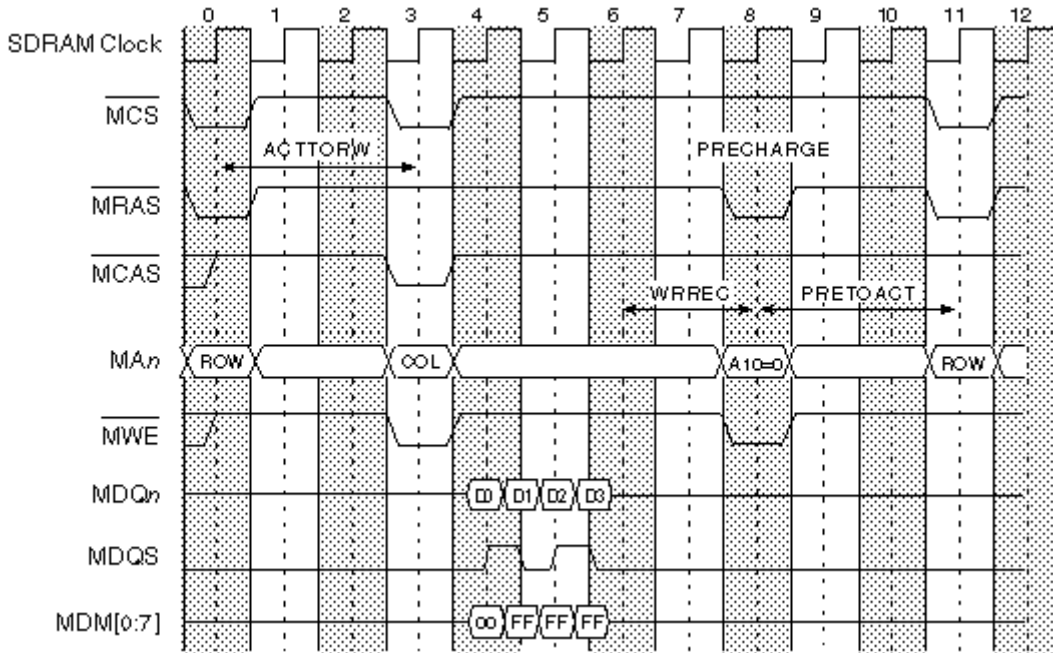 0 1 2 3 4 5 6 7 8 9 10 11 12
SDRAM Clock
MCS
ACTTORW PRECHARGE
MRAS
MCAS
WRREC PRETOACT
MAn ROW COL A10=0 ROW
MWE
MDQn D0 D1 D2 D3
MDQS
MDM[0:7] 00 FF FF FF